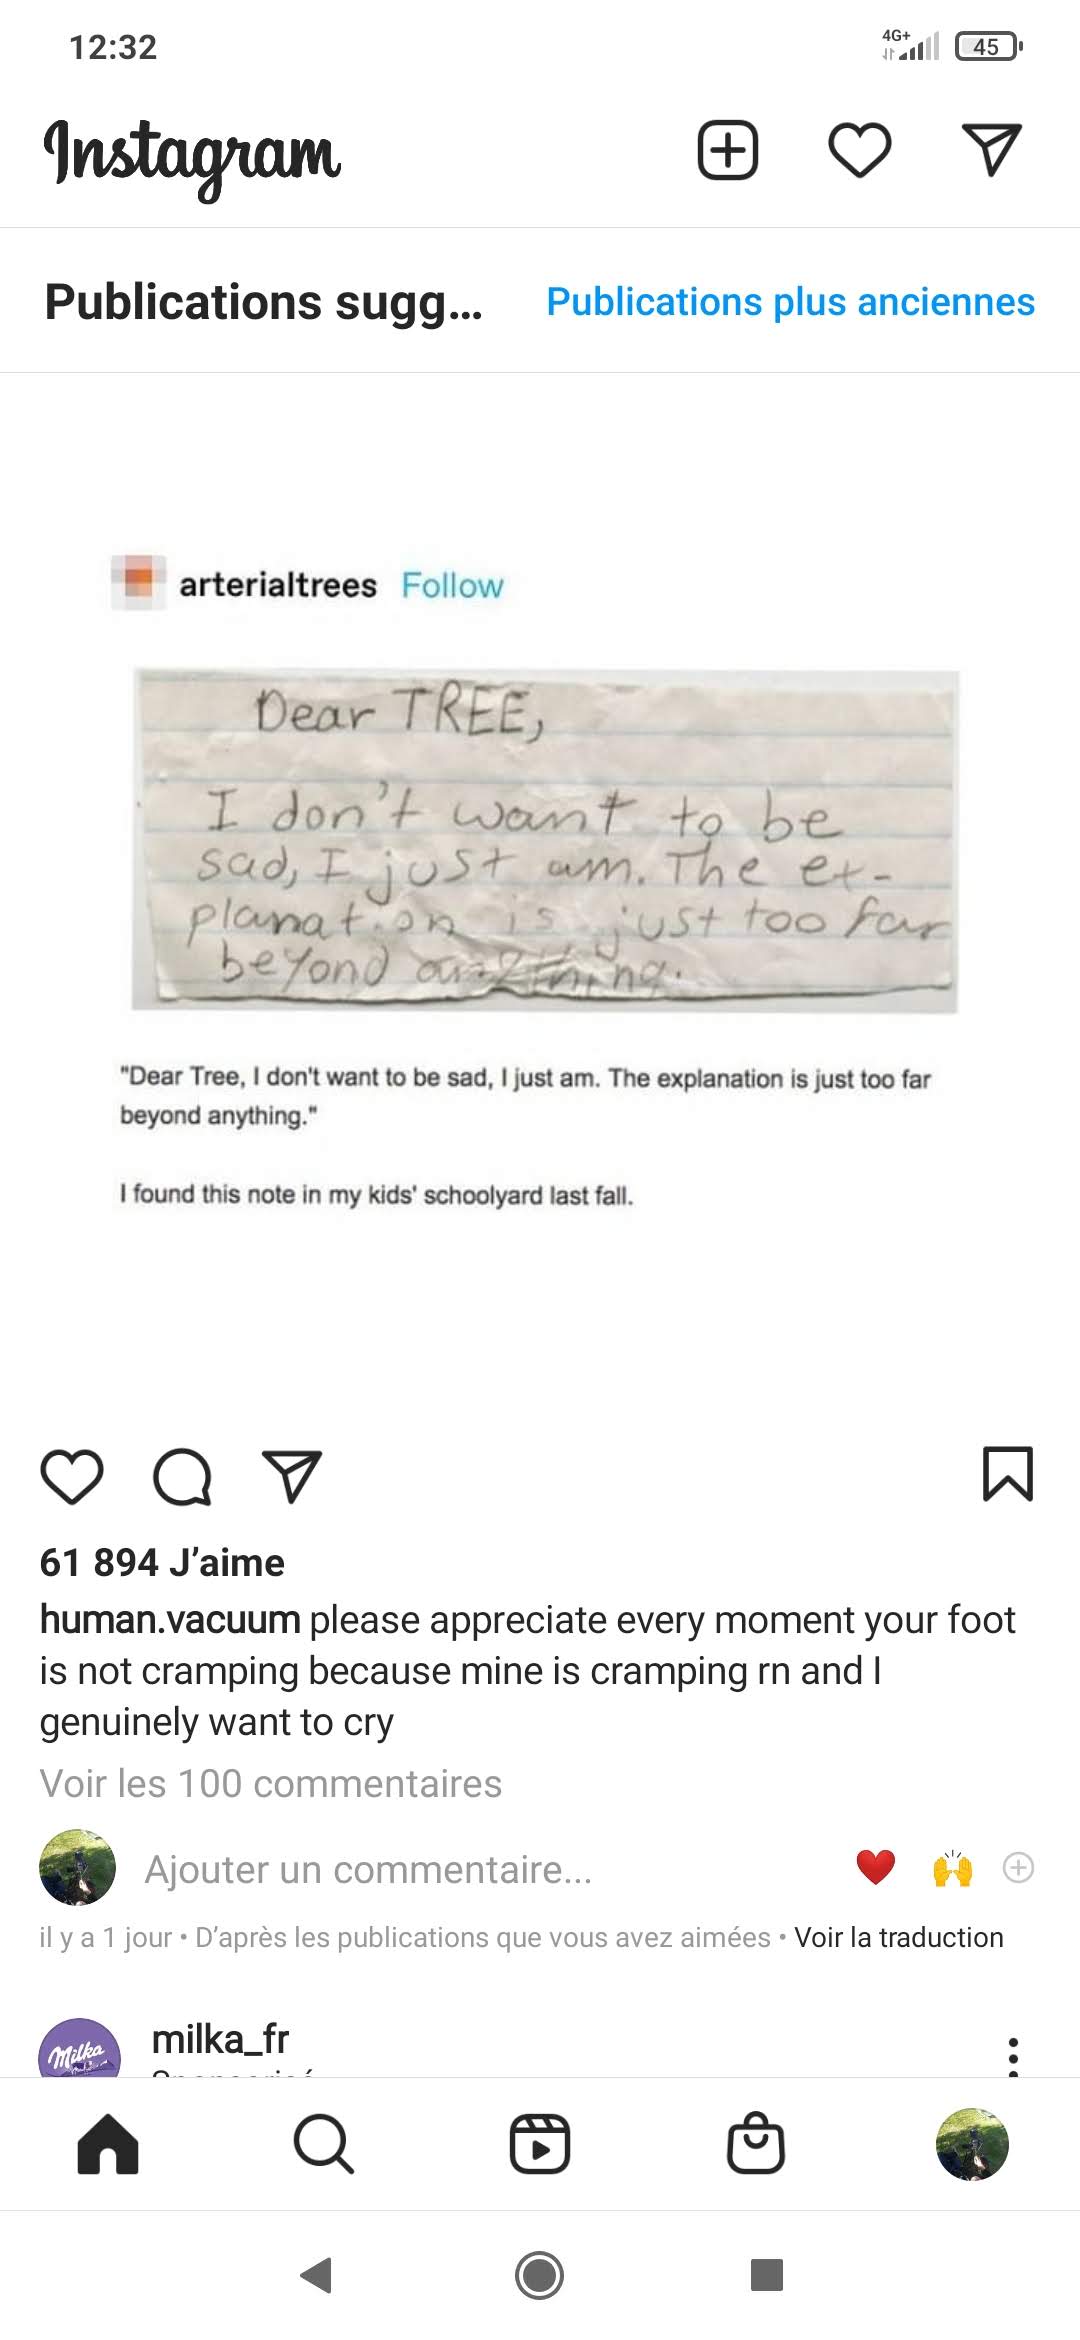 12:32
4G+
45
Instagram
Publications sugg...
Publications plus anciennes
arterialtrees Follow
Dear TREE,
I don't want to be
sad, I just am. The ex-
planation is just too far
beyond anything.
"Dear Tree, I don't want to be sad, I just am. The explanation is just too far
beyond anything."
I found this note in my kids' schoolyard last fall.
61 894 J’aime
human.vacuum please appreciate every moment your foot
is not cramping because mine is cramping rn and I
genuinely want to cry
Voir les 100 commentaires
Ajouter un commentaire...
il y a 1 jour • D’après les publications que vous avez aimées • Voir la traduction
Milka
milka_fr